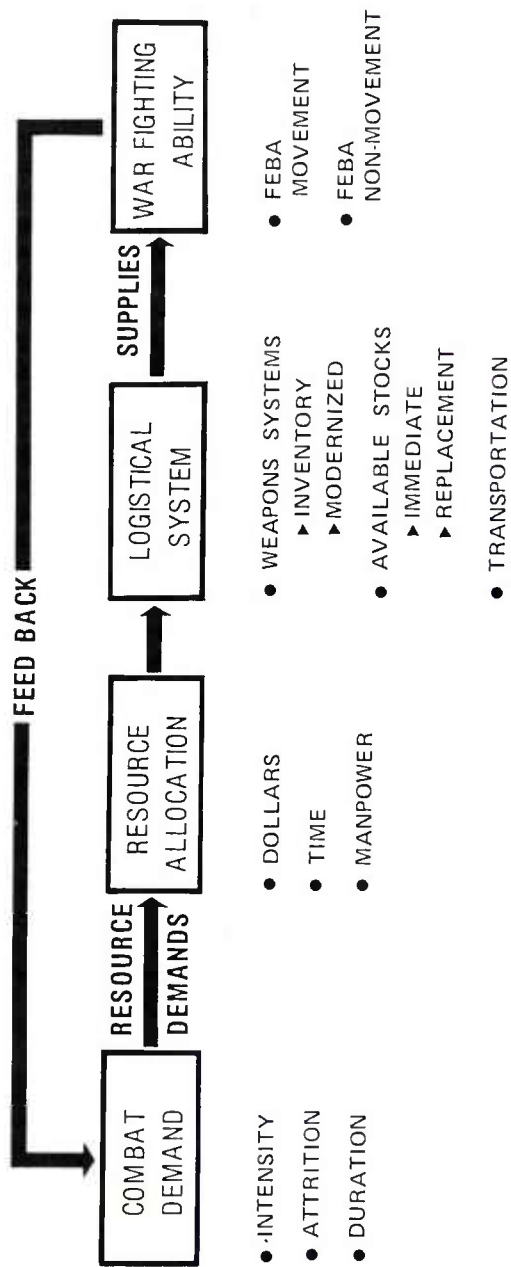 FEED BACK
COMBAT
DEMAND
RESOURCE
DEMANDS
RESOURCE
ALLOCATION
LOGISTICAL
SYSTEM
SUPPLIES
WAR FIGHTING
ABILITY
• INTENSITY
• ATTRITION
• DURATION
• DOLLARS
• TIME
• MANPOWER
• WEAPONS SYSTEMS
▶ INVENTORY
▶ MODERNIZED
• AVAILABLE STOCKS
▶ IMMEDIATE
▶ REPLACEMENT
• TRANSPORTATION
• FEBA
MOVEMENT
• FEBA
NON-MOVEMENT